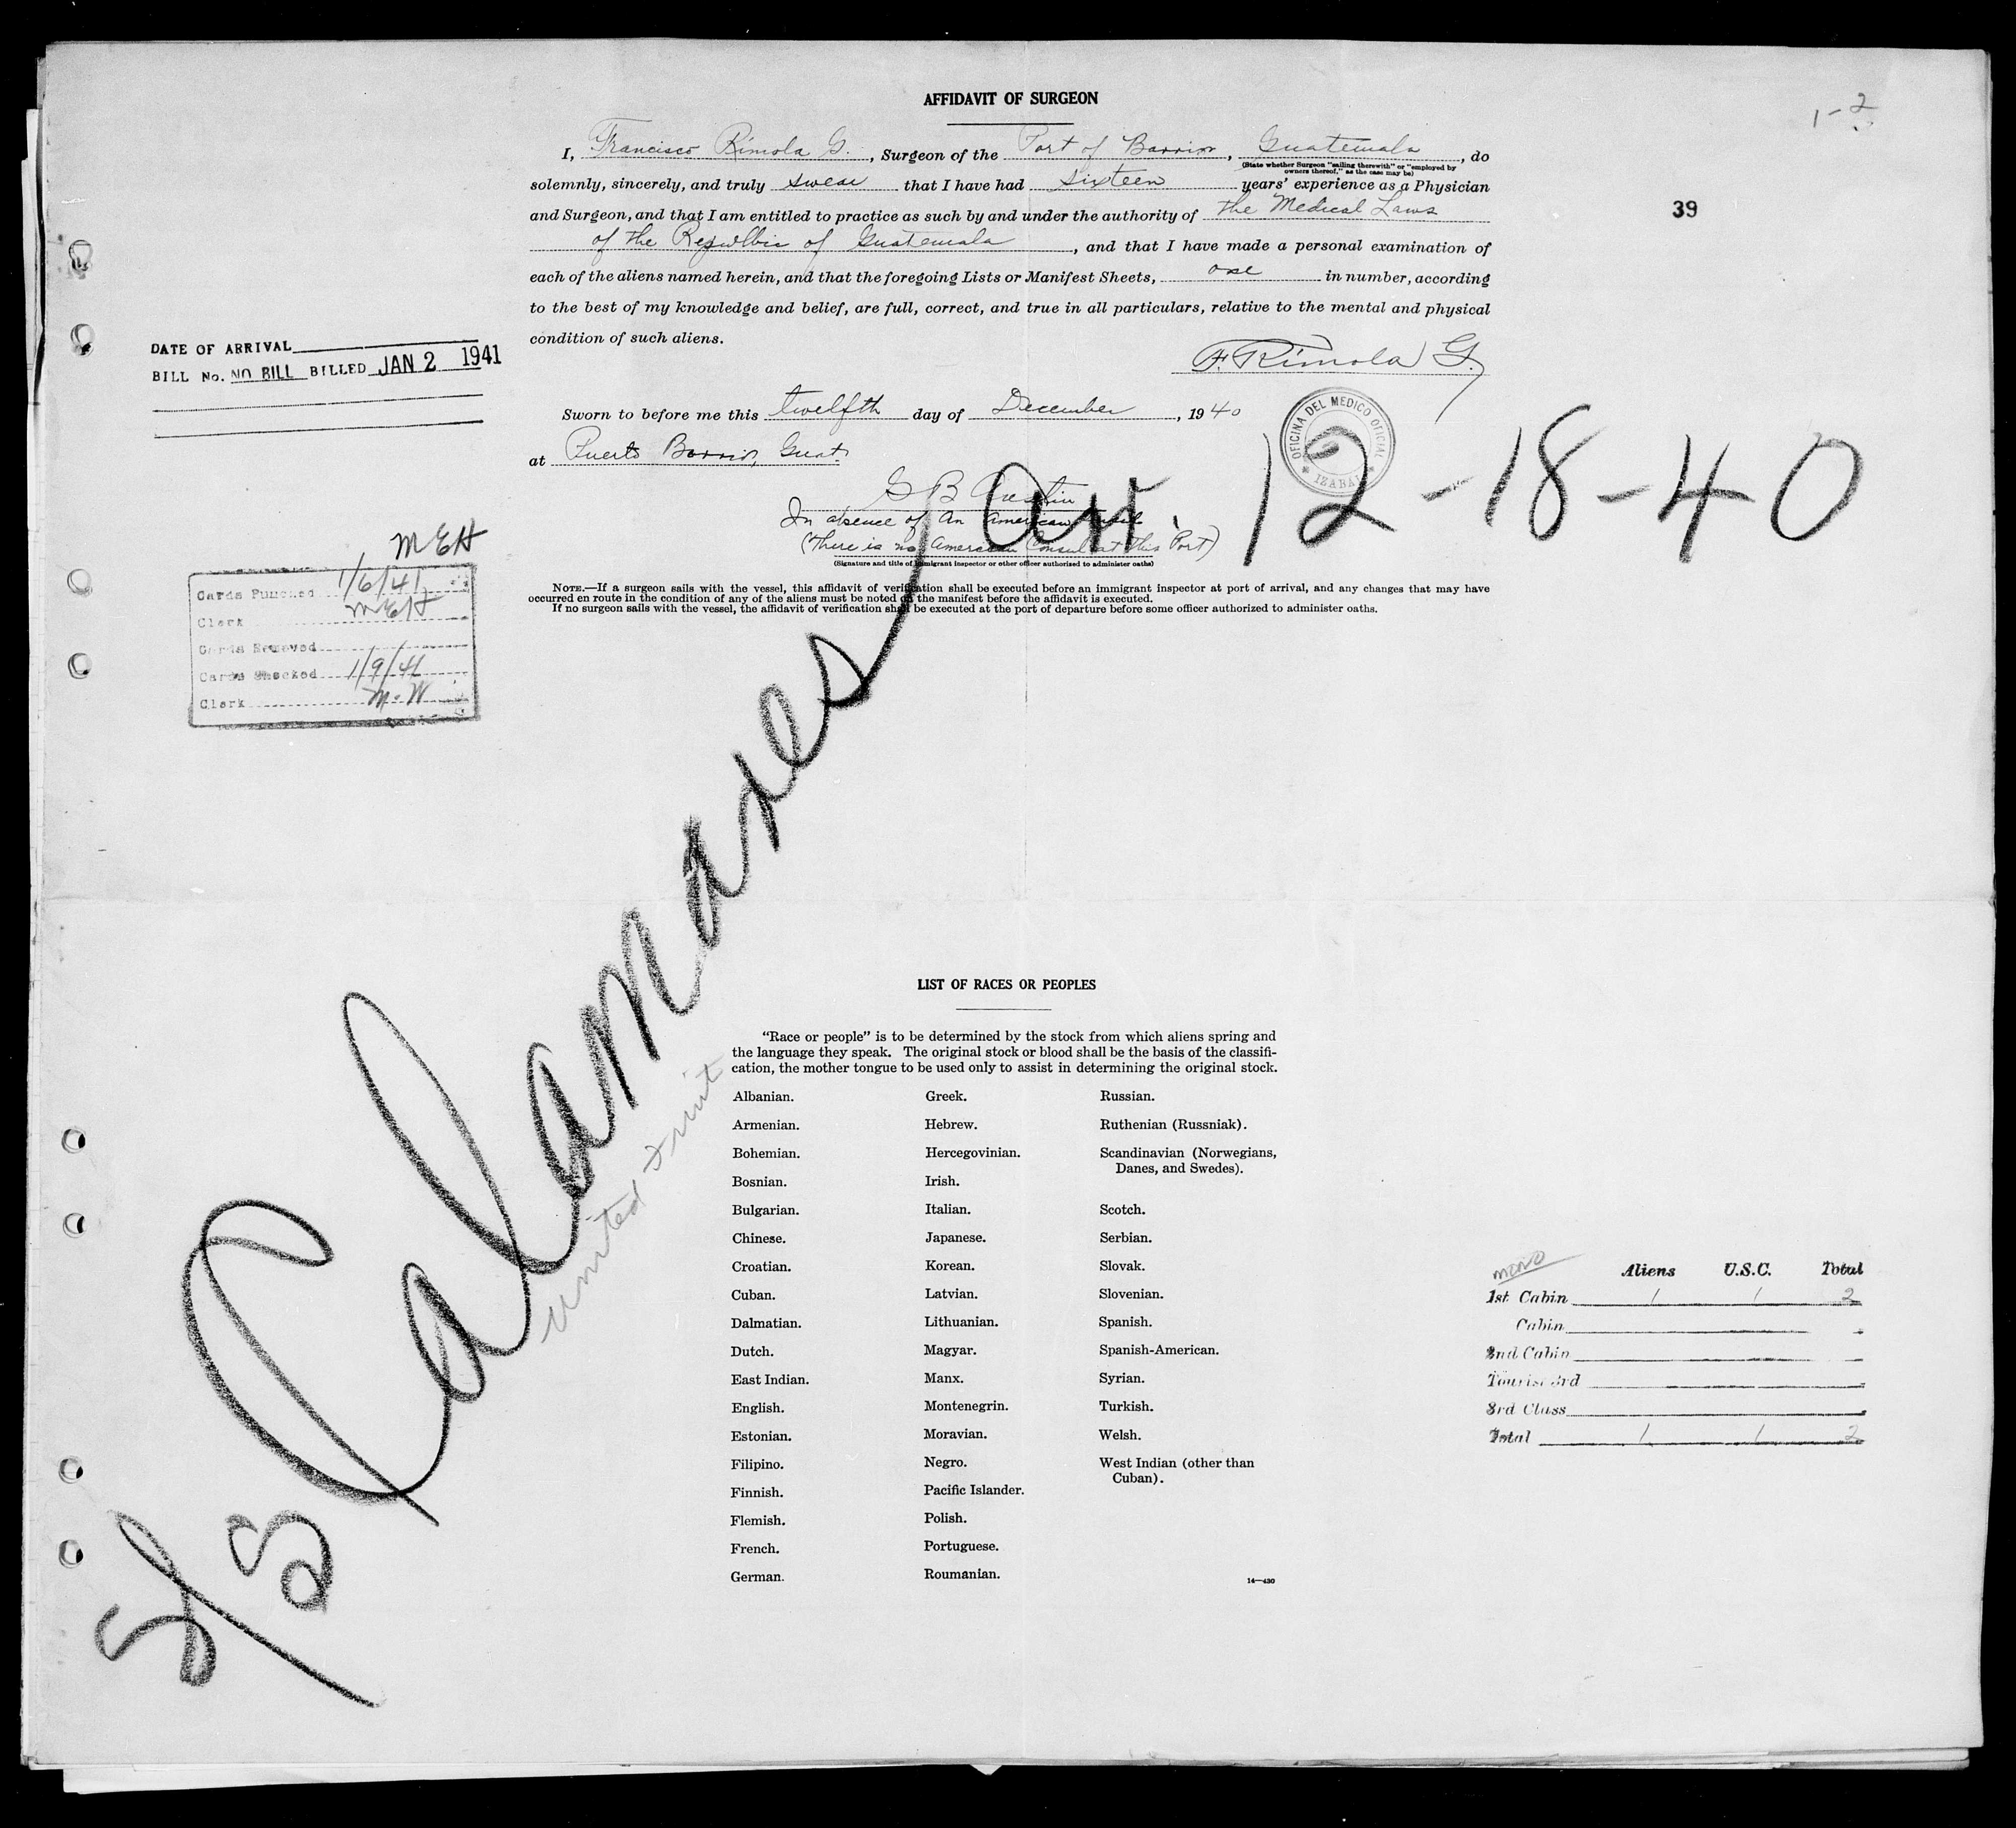 AFFIDAVIT OF SURGEON
1-2
I, Francisco Rimola G., Surgeon of the Port of Barrios, Guatemala, do
(State whether Surgeon "sailing therewith" or "employed by
owners thereof," as the case may be)
solemnly, sincerely, and truly swear that I have had sixteen years' experience as a Physician
and Surgeon, and that I am entitled to practice as such by and under the authority of the Medical Laws
39
of the Republic of Guatemala, and that I have made a personal examination of
each of the aliens named herein, and that the foregoing Lists or Manifest Sheets, one in number, according
to the best of my knowledge and belief, are full, correct, and true in all particulars, relative to the mental and physical
condition of such aliens.
F. Rimola G.
DATE OF ARRIVAL
BILL No. NO BILL BILLED JAN 2 1941
Sworn to before me this twelfth day of December, 1940
at Puerto Barrios, Guat.
OFICINA DEL MEDICO OFICIAL
IZABAL
G B Austin
In absence of an American Consul
(There is no American Consul at this Port)
(Signature and title of immigrant inspector or other officer authorized to administer oaths)
Arr. 12-18-40
NOTE.—If a surgeon sails with the vessel, this affidavit of verification shall be executed before an immigrant inspector at port of arrival, and any changes that may have
occurred en route in the condition of any of the aliens must be noted on the manifest before the affidavit is executed.
If no surgeon sails with the vessel, the affidavit of verification shall be executed at the port of departure before some officer authorized to administer oaths.
MEH
Cards Punched 1/6/41
Clerk MEH
Cards Removed
Cards Checked 1/9/41
Clerk M.W
S/S Calamares
United Fruit
LIST OF RACES OR PEOPLES
"Race or people" is to be determined by the stock from which aliens spring and
the language they speak. The original stock or blood shall be the basis of the classifi-
cation, the mother tongue to be used only to assist in determining the original stock.
Albanian.
Armenian.
Bohemian.
Bosnian.
Bulgarian.
Chinese.
Croatian.
Cuban.
Dalmatian.
Dutch.
East Indian.
English.
Estonian.
Filipino.
Finnish.
Flemish.
French.
German.
Greek.
Hebrew.
Hercegovinian.
Irish.
Italian.
Japanese.
Korean.
Latvian.
Lithuanian.
Magyar.
Manx.
Montenegrin.
Moravian.
Negro.
Pacific Islander.
Polish.
Portuguese.
Roumanian.
Russian.
Ruthenian (Russniak).
Scandinavian (Norwegians,
Danes, and Swedes).
Scotch.
Serbian.
Slovak.
Slovenian.
Spanish.
Spanish-American.
Syrian.
Turkish.
Welsh.
West Indian (other than
Cuban).
14—430
Aliens U.S.C. Total
1st Cabin 1 1 2
Cabin
2nd Cabin
Tourist 3rd
3rd Class
Total 1 1 2